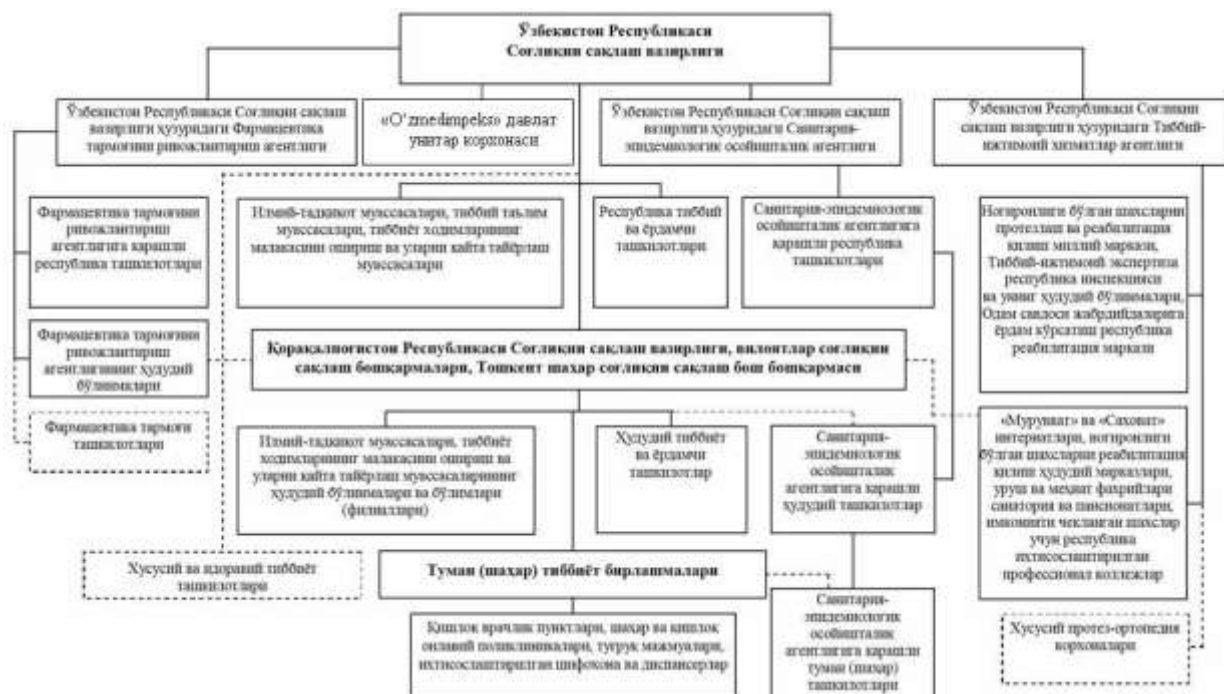 Ўзбекистон Республикаси
Соғлиқни сақлаш вазирлиги
Ўзбекистон Республикаси Соғлиқни сақлаш
вазирлиги ҳузуридаги Фармацевтика
тармоғини ривожлантириш агентлиги
«O‘zmedimpeks» давлат
унитар корхонаси
Ўзбекистон Республикаси Соғлиқни сақлаш
вазирлиги ҳузуридаги Санитария-
эпидемиологик осойишталик агентлиги
Ўзбекистон Республикаси Соғлиқни
сақлаш вазирлиги ҳузуридаги Тиббий-
ижтимоий хизматлар агентлиги
Фармацевтика тармоғини
ривожлантириш
агентлигига қарашли
республика ташкилотлари
Илмий-тадқиқот муассасалари, тиббий таълим
муассасалари, тиббиёт ходимларининг
малакасини ошириш ва уларни қайта тайёрлаш
муассасалари
Республика тиббий
ва ёрдамчи
ташкилотлари
Санитария-эпидемиологик
осойишталик агентлигига
қарашли республика
ташкилотлари
Ногиронлиги бўлган шахсларни
протезлаш ва реабилитация
қилиш миллий маркази,
Тиббий-ижтимоий экспертиза
республика инспекцияси
ва унинг ҳудудий бўлинмалари,
Одам савдоси жабрдийдаларига
ёрдам кўрсатиш республика
реабилитация маркази
Фармацевтика тармоғини
ривожлантириш
агентлигининг ҳудудий
бўлинмалари
Қорақалпоғистон Республикаси Соғлиқни сақлаш вазирлиги, вилоятлар соғлиқни
сақлаш бошқармалари, Тошкент шаҳар соғлиқни сақлаш бош бошқармаси
Фармацевтика тармоғи
ташкилотлари
Илмий-тадқиқот муассасалари, тиббиёт
ходимларининг малакасини ошириш ва
уларни қайта тайёрлаш муассасаларининг
ҳудудий бўлинмалари ва бўлимлари
(филиаллари)
Ҳудудий тиббиёт
ва ёрдамчи
ташкилотлар
Санитария-
эпидемиологик
осойишталик
агентлигига қарашли
ҳудудий ташкилотлар
«Мурувват» ва «Саховат»
интернатлари, ногиронлиги
бўлган шахсларни реабилитация
қилиш ҳудудий марказлари,
уруш ва меҳнат фахрийлари
санатория ва пансионатлари,
имконияти чекланган шахслар
учун республика
ихтисослаштирилган
профессионал коллежлар
Хусусий ва идоравий тиббиёт
ташкилотлари
Туман (шаҳар) тиббиёт бирлашмалари
Қишлоқ врачлик пунктлари, шаҳар ва қишлоқ
оилавий поликлиникалари, туғруқ мажмуалари,
ихтисослаштирилган шифохона ва диспансерлар
Санитария-
эпидемиологик
осойишталик
агентлигига қарашли
туман (шаҳар)
ташкилотлари
Хусусий протез-ортопедия
корхоналари